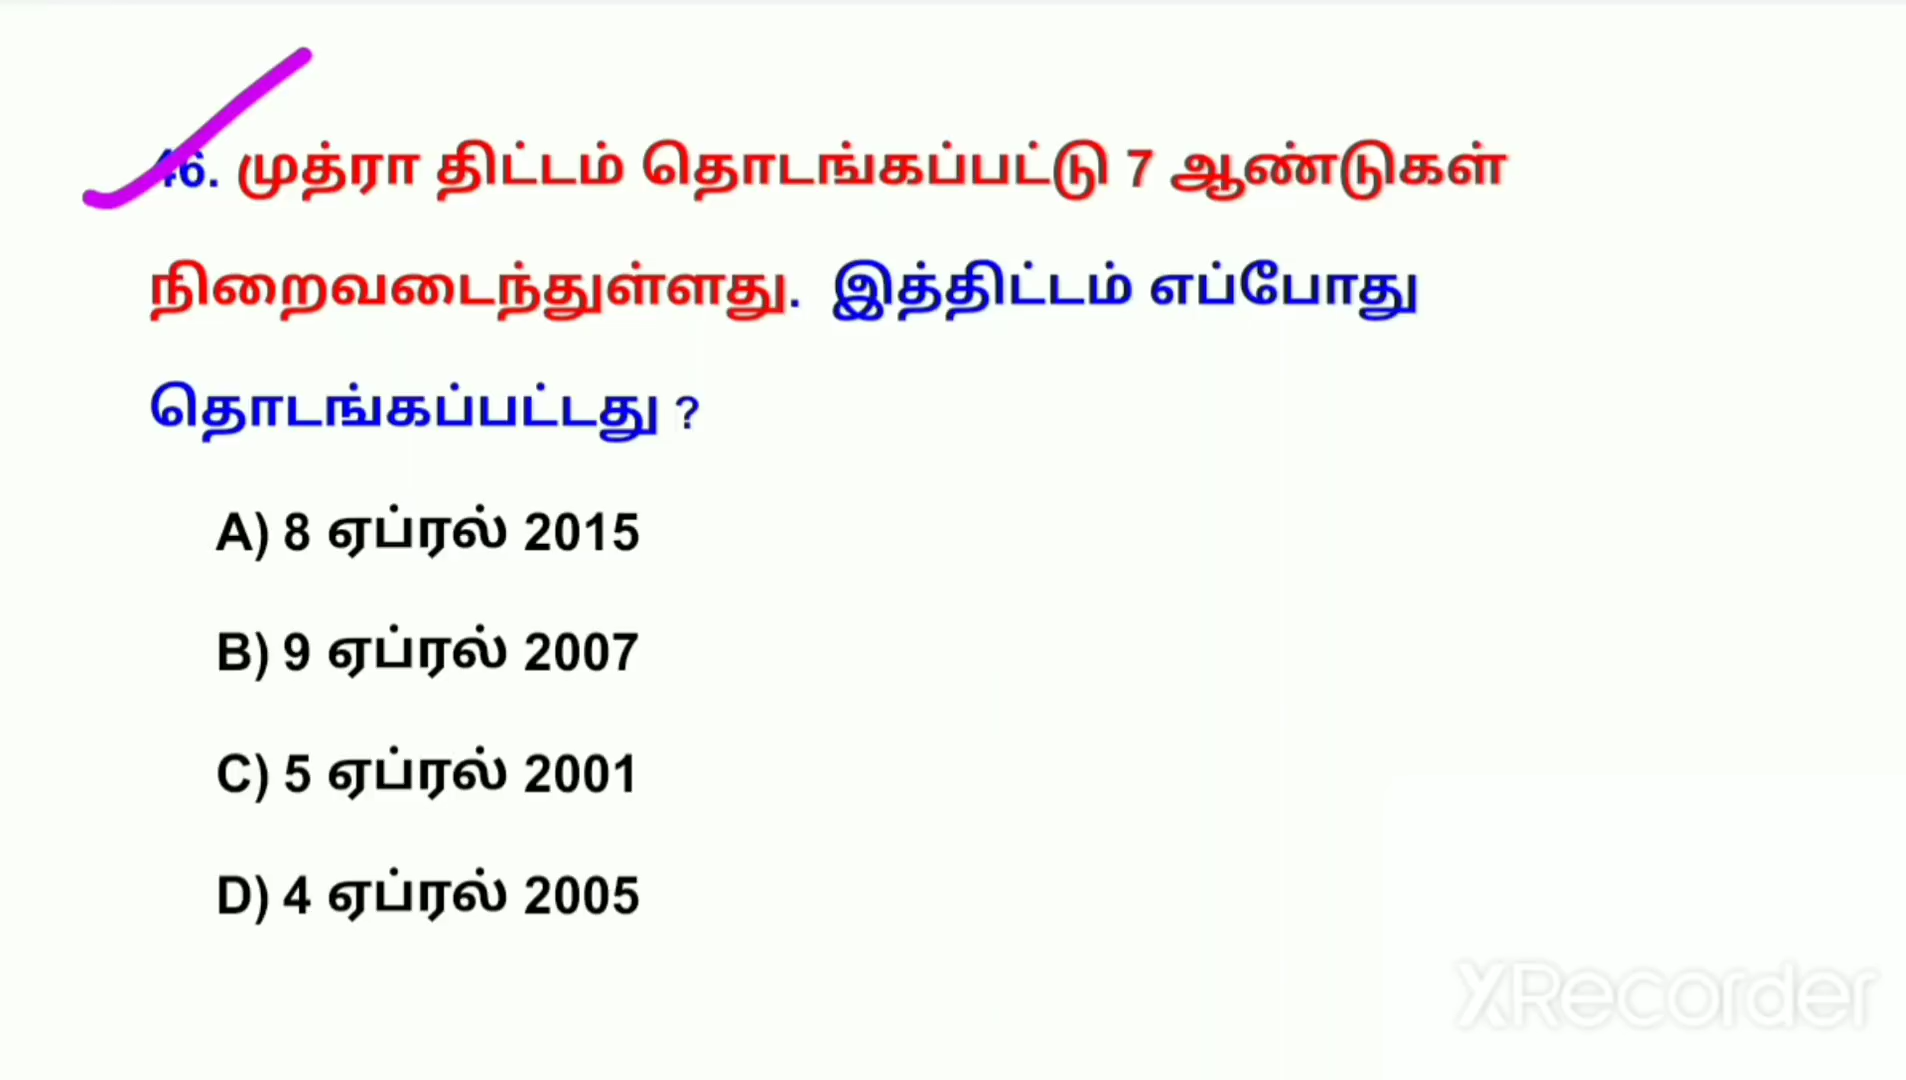 46. முத்ரா திட்டம் தொடங்கப்பட்டு 7 ஆண்டுகள்
நிறைவடைந்துள்ளது. இத்திட்டம் எப்போது
தொடங்கப்பட்டது ?
A) 8 ஏப்ரல் 2015
B) 9 ஏப்ரல் 2007
C) 5 ஏப்ரல் 2001
D) 4 ஏப்ரல் 2005
XRecorder